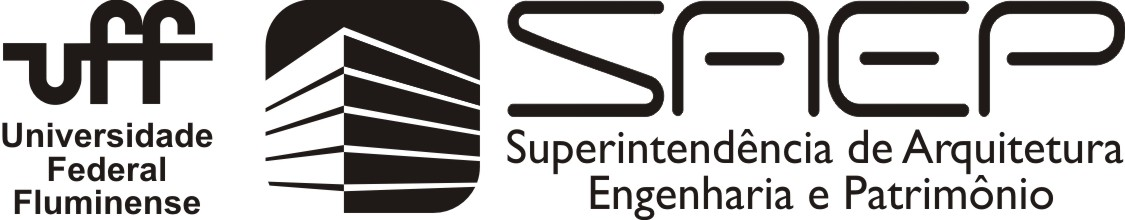 uff
Universidade
Federal
Fluminense
SAEP
Superintendência de Arquitetura
Engenharia e Patrimônio